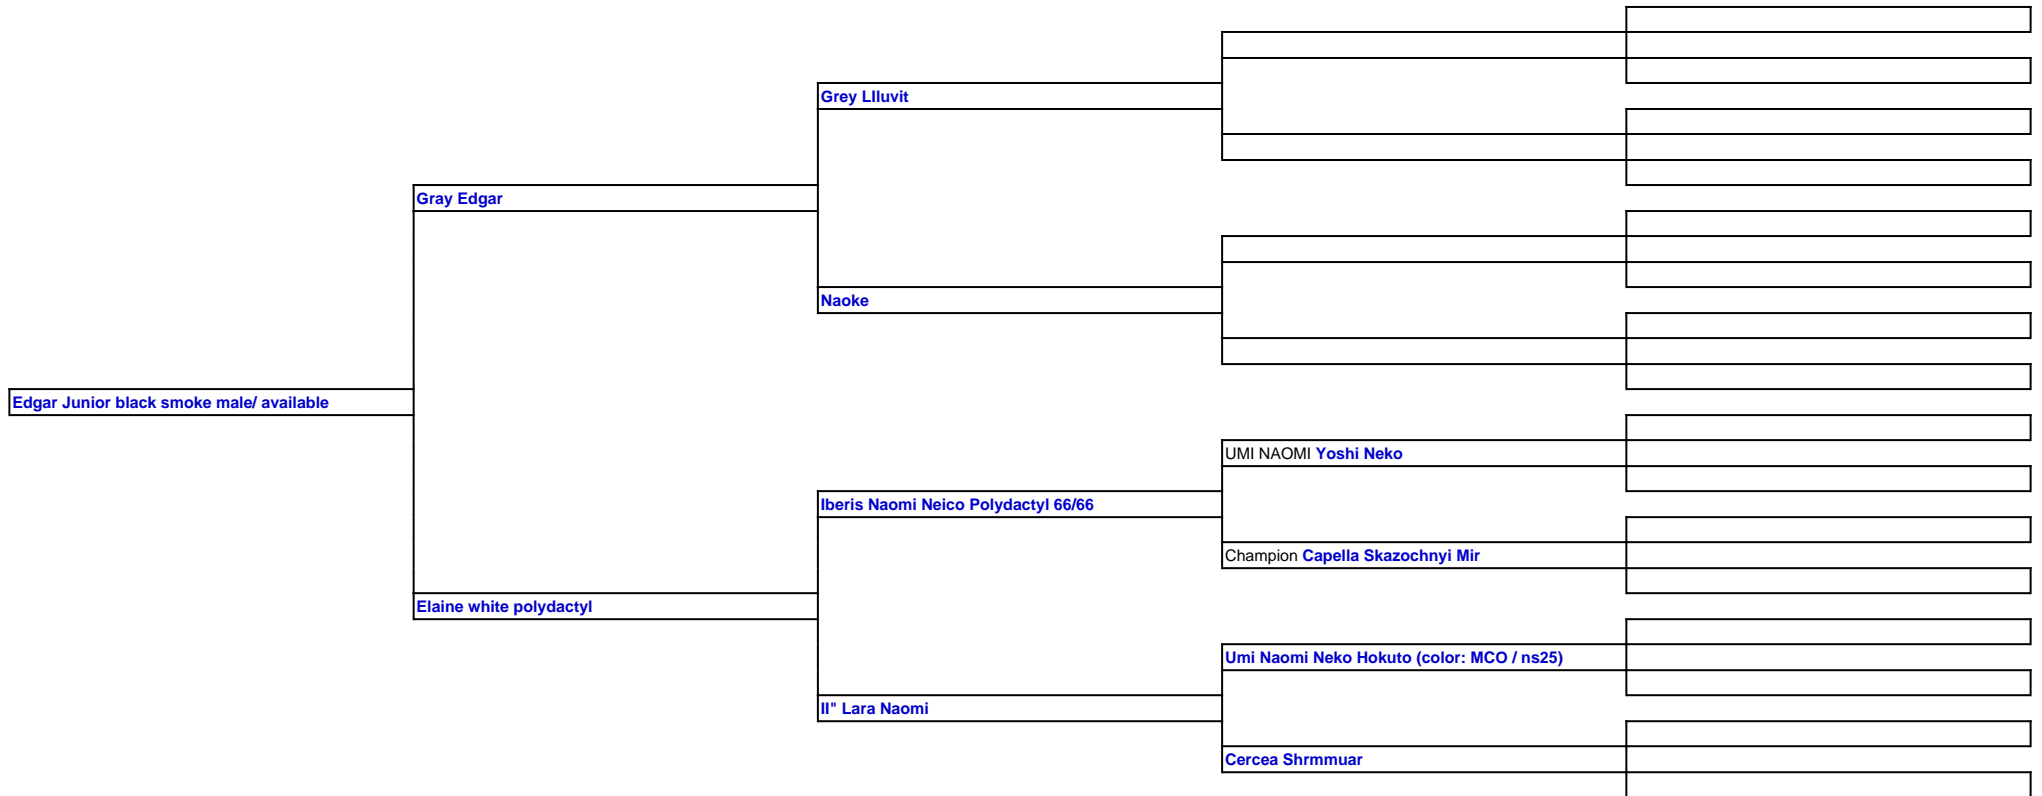 Grey LIluvit
Gray Edgar
Naoke
Edgar Junior black smoke male/ available
UMI NAOMI Yoshi Neko
Iberis Naomi Neico Polydactyl 66/66
Champion Capella Skazochnyi Mir
Elaine white polydactyl
Umi Naomi Neko Hokuto (color: MCO / ns25)
Il" Lara Naomi
Cercea Shrmmuar